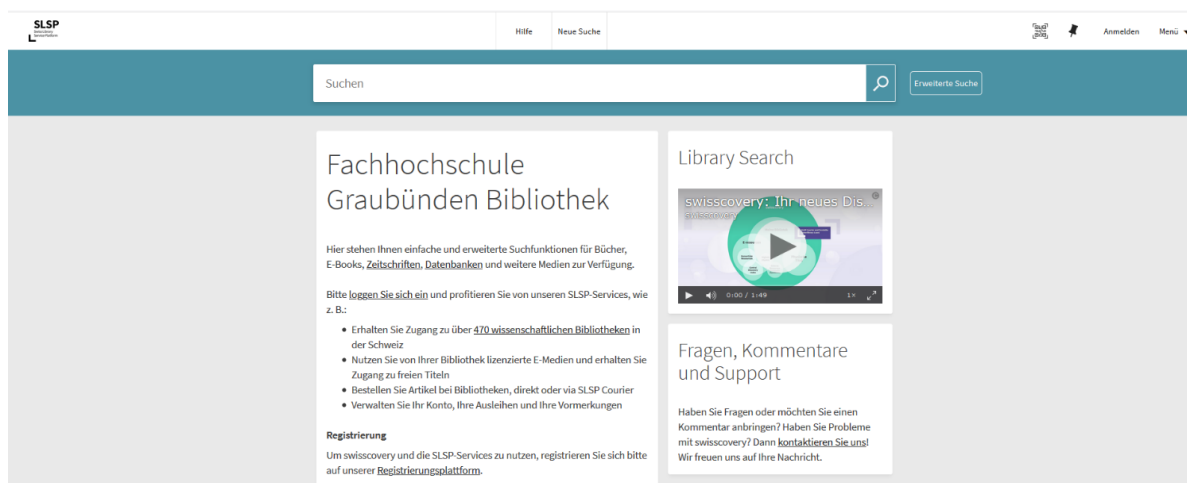 SLSP
Hilfe
Neue Suche
Anmelden
Menü
Suchen
Erweiterte Suche
Fachhochschule
Graubünden Bibliothek
Hier stehen Ihnen einfache und erweiterte Suchfunktionen für Bücher,
E-Books, Zeitschriften, Datenbanken und weitere Medien zur Verfügung.
Bitte loggen Sie sich ein und profitieren Sie von unseren SLSP-Services, wie
z. B.:
Erhalten Sie Zugang zu über 470 wissenschaftlichen Bibliotheken in
der Schweiz
Nutzen Sie von Ihrer Bibliothek lizenzierte E-Medien und erhalten Sie
Zugang zu freien Titeln
Bestellen Sie Artikel bei Bibliotheken, direkt oder via SLSP Courier
Verwalten Sie Ihr Konto, Ihre Ausleihen und Ihre Vormerkungen
Registrierung
Um swisscovery und die SLSP-Services zu nutzen, registrieren Sie sich bitte
auf unserer Registrierungsplattform.
Library Search
swisscovery: Ihr neues Dis...
swisscovery
0:00 / 1:49
1x
Fragen, Kommentare
und Support
Haben Sie Fragen oder möchten Sie einen
Kommentar anbringen? Haben Sie Probleme
mit swisscovery? Dann kontaktieren Sie uns!
Wir freuen uns auf Ihre Nachricht.